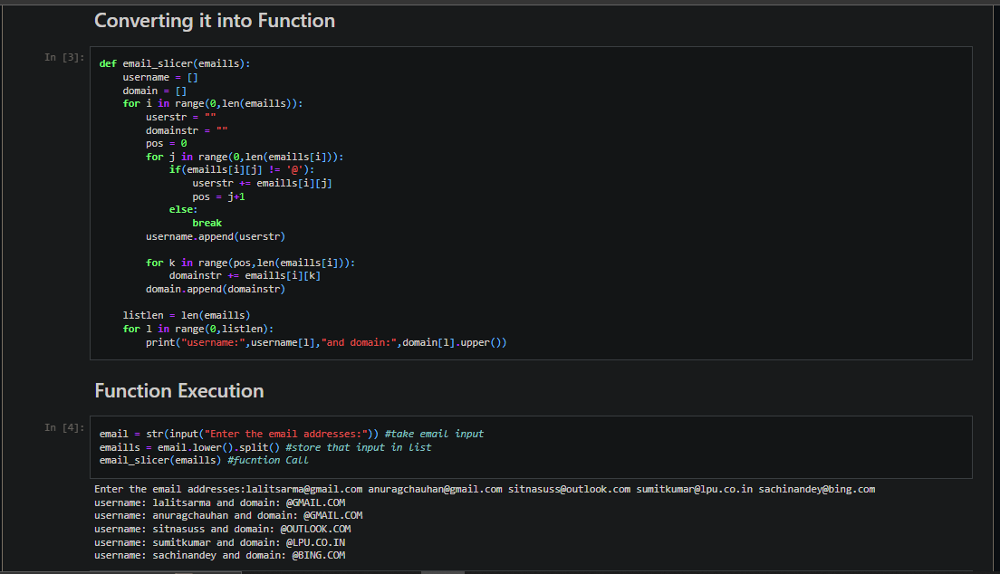 Converting it into Function
In [3]:
def email_slicer(emaills):
    username = []
    domain = []
    for i in range(0,len(emaills)):
        userstr = ""
        domainstr = ""
        pos = 0
        for j in range(0,len(emaills[i])):
            if(emaills[i][j] != '@'):
                userstr += emaills[i][j]
                pos = j+1
            else:
                break
        username.append(userstr)
        for k in range(pos,len(emaills[i])):
            domainstr += emaills[i][k]
        domain.append(domainstr)
    listlen = len(emaills)
    for l in range(0,listlen):
        print("username:",username[l],"and domain:",domain[l].upper())
Function Execution
In [4]:
email = str(input("Enter the email addresses:")) #take email input
emaills = email.lower().split() #store that input in list
email_slicer(emaills) #fucntion Call
Enter the email addresses:lalitsarma@gmail.com anuragchauhan@gmail.com sitnasuss@outlook.com sumitkumar@lpu.co.in sachinandey@bing.com
username: lalitsarma and domain: @GMAIL.COM
username: anuragchauhan and domain: @GMAIL.COM
username: sitnasuss and domain: @OUTLOOK.COM
username: sumitkumar and domain: @LPU.CO.IN
username: sachinandey and domain: @BING.COM